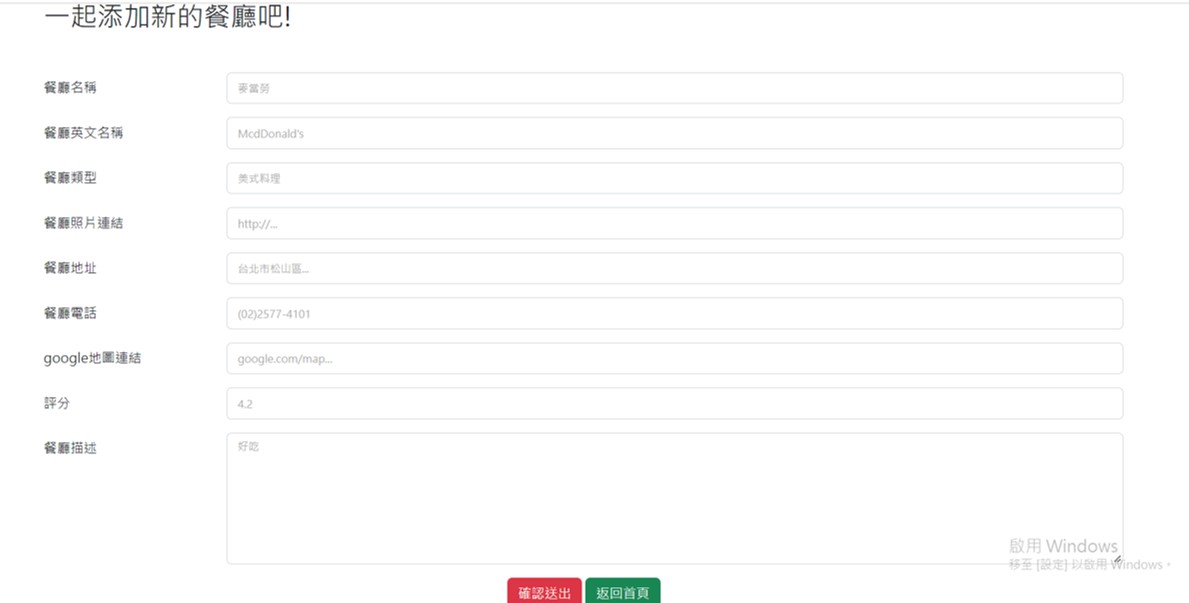 一起添加新的餐廳吧!
餐廳名稱
麥當勞
餐廳英文名稱
McdDonald's
餐廳類型
美式料理
餐廳照片連結
http://...
餐廳地址
台北市松山區...
餐廳電話
(02)2577-4101
google地圖連結
google.com/map...
評分
4.2
餐廳描述
好吃
啟用 Windows
移至 [設定] 以啟用 Windows。
確認送出 返回首頁